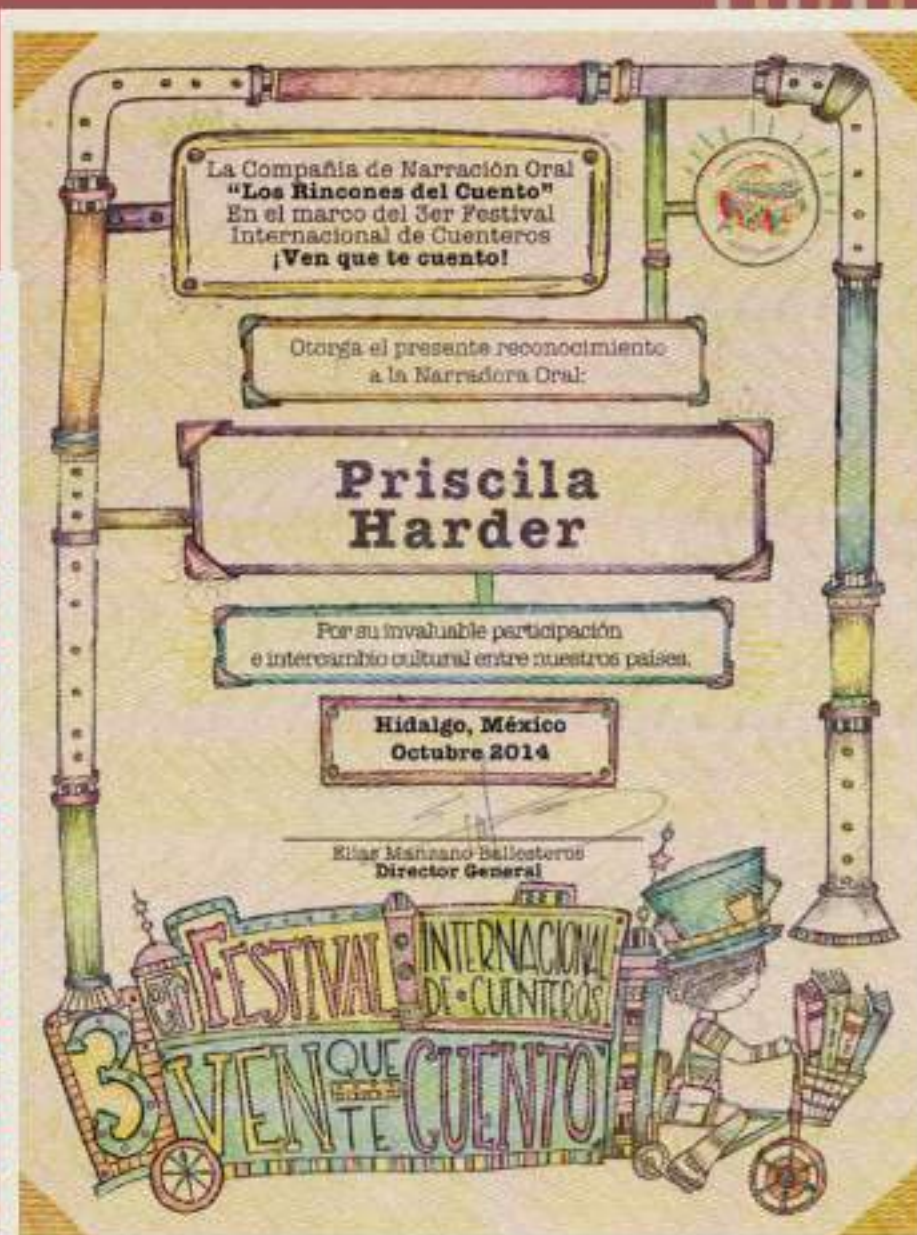 La Compañia de Narración Oral
"Los Rincones del Cuento"
En el marco del 3er Festival
Internacional de Cuenteros
¡Ven que te cuento!
Otorga el presente reconocimiento
a la Narradora Oral:
Priscila
Harder
Por su invaluable participación
e intercambio cultural entre nuestros países.
Hidalgo, México
Octubre 2014
Elias Manzano Ballesteros
Director General
3er FESTIVAL INTERNACIONAL
DE CUENTEROS
VEN QUE TE CUENTO